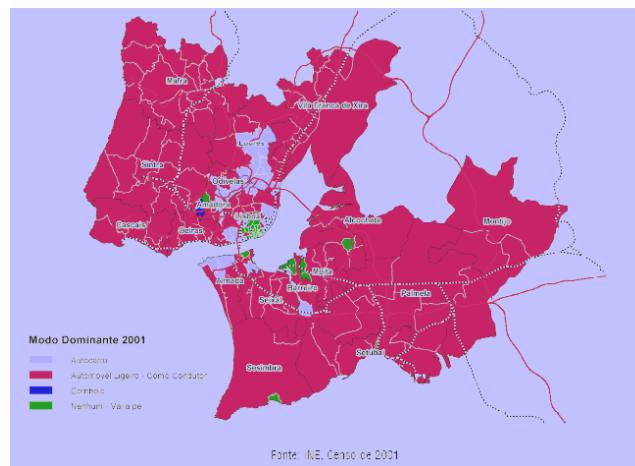 Mafra
Vila Franca de Xira
Loures
Sintra
Odivelas
Amadora
Lisboa
Alcochete
Montijo
Cascais
Oeiras
Moita
Almada
Barreiro
Seixal
Palmela
Setúbal
Sesimbra
Modo Dominante 2001
Autocarro
Automóvel Ligeiro - Como Condutor
Comboio
Nenhum - Vai a pé
Fonte: INE, Censo de 2001